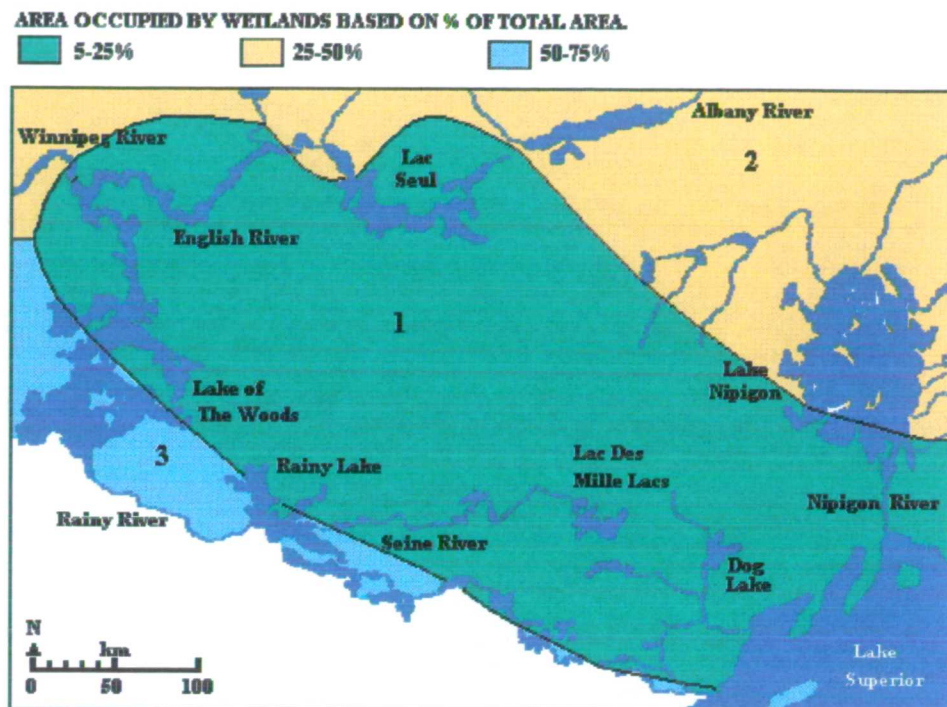 AREA OCCUPIED BY WETLANDS BASED ON % OF TOTAL AREA.
5-25%
25-50%
50-75%
Winnipeg River
Albany River
Lac
Seul
2
English River
1
Lake
Nipigon
Lake of
The Woods
3
Rainy Lake
Lac Des
Mille Lacs
Nipigon River
Rainy River
Seine River
Dog
Lake
N
km
0 50 100
Lake
Superior